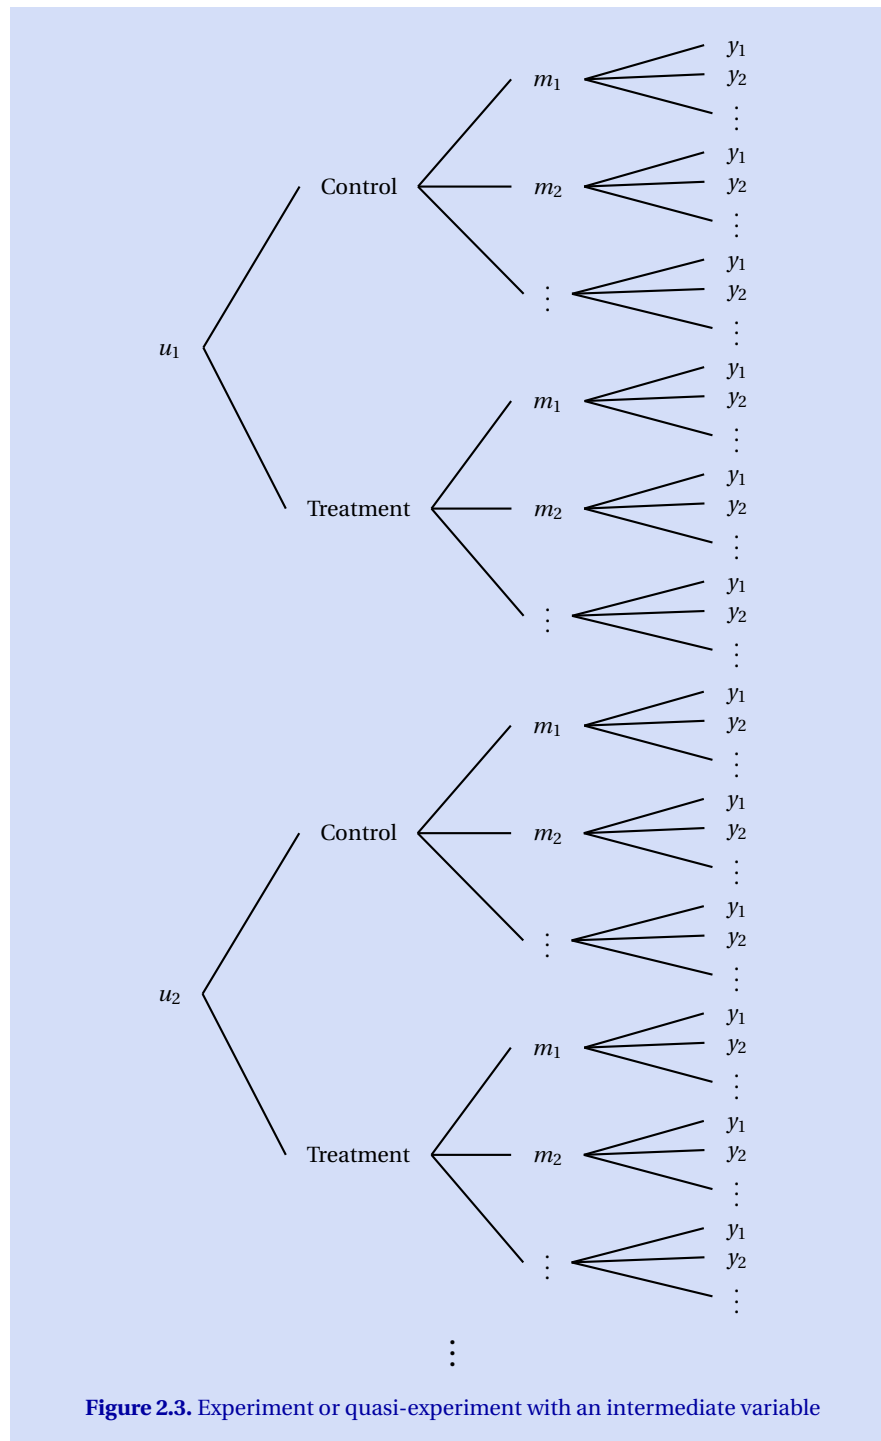 y1
m1 y2
⋮
y1
Control m2 y2
⋮
y1
⋮ y2
⋮
u1
y1
m1 y2
⋮
y1
Treatment m2 y2
⋮
y1
⋮ y2
⋮
y1
m1 y2
⋮
y1
Control m2 y2
⋮
y1
⋮ y2
⋮
u2
y1
m1 y2
⋮
y1
Treatment m2 y2
⋮
y1
⋮ y2
⋮
⋮
Figure 2.3. Experiment or quasi-experiment with an intermediate variable